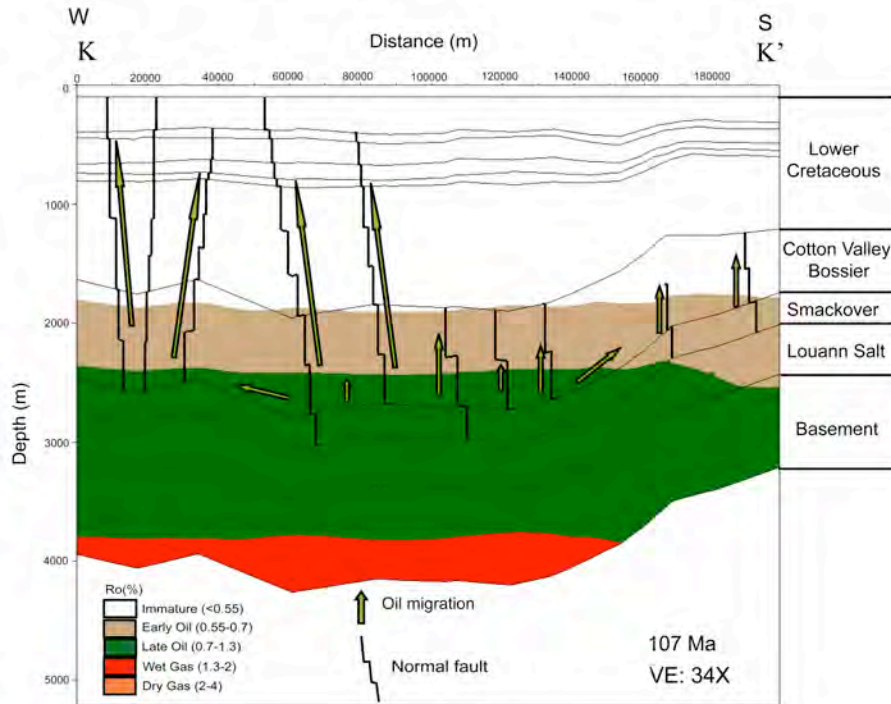 W
S
K
Distance (m)
K’
0
20000
40000
60000
80000
100000
120000
140000
160000
180000
0
1000
2000
3000
4000
5000
Depth (m)
Lower
Cretaceous
Cotton Valley
Bossier
Smackover
Louann Salt
Basement
Ro(%)
Immature (<0.55)
Early Oil (0.55-0.7)
Late Oil (0.7-1.3)
Wet Gas (1.3-2)
Dry Gas (2-4)
Oil migration
Normal fault
107 Ma
VE: 34X